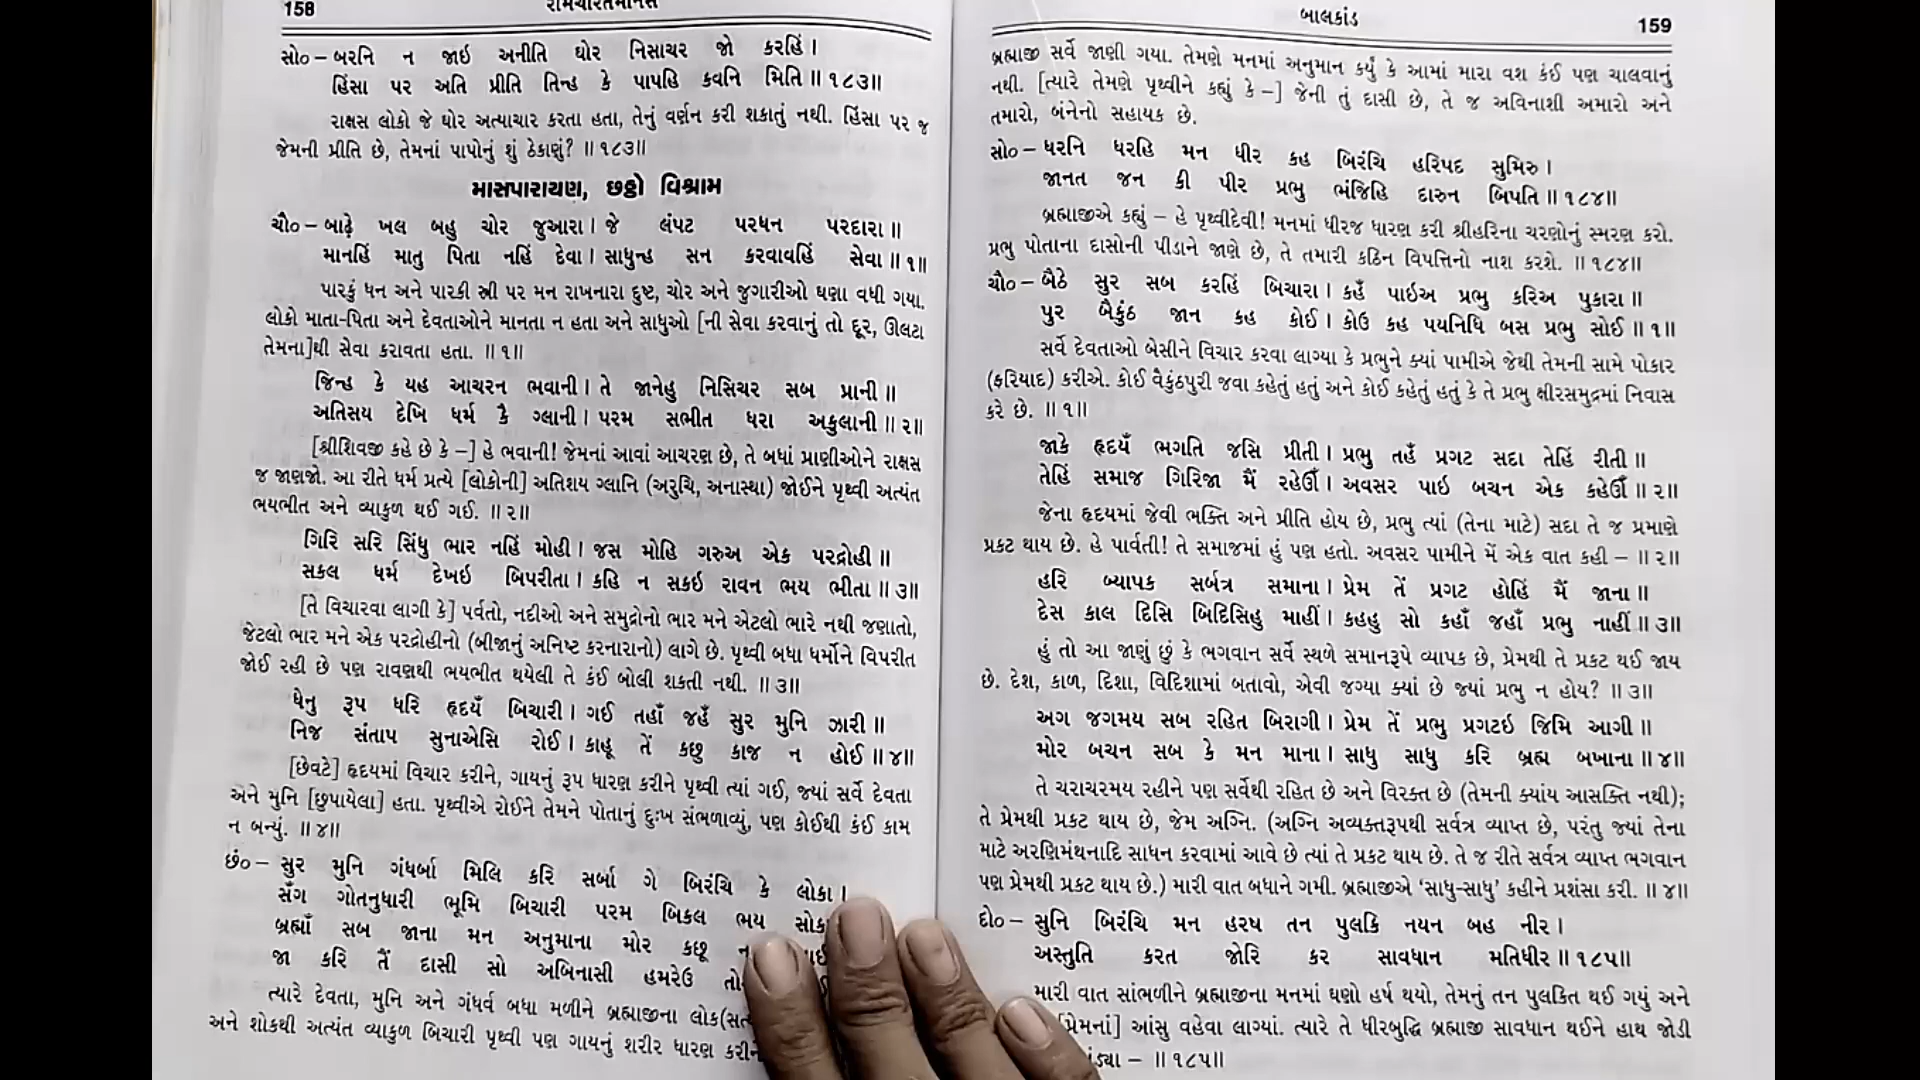 158
રામચરિતમાનસ
સો૦ – બરનિ ન જાઇ અનીતિ ઘોર નિસાચર જો કરહિં।
હિંસા પર અતિ પ્રીતિ તિન્હ કે પાપહિ કવનિ મિતિ॥ ૧૮૩॥
રાક્ષસ લોકો જે ઘોર અત્યાચાર કરતા હતા, તેનું વર્ણન કરી શકાતું નથી. હિંસા પર જ
જેમની પ્રીતિ છે, તેમનાં પાપોનું શું ઠેકાણું? ॥ ૧૮૩॥
માસપારાયણ, છઠ્ઠો વિશ્રામ
ચૌ૦ – બાઢ઼ે ખલ બહુ ચોર જુઆરા। જે લંપટ પરધન પરદારા॥
માનહિં માતુ પિતા નહિં દેવા। સાધુન્હ સન કરવાવહિં સેવા॥ ૧॥
પારકું ધન અને પારકી સ્ત્રી પર મન રાખનારા દુષ્ટ, ચોર અને જુગારીઓ ઘણા વધી ગયા.
લોકો માતા-પિતા અને દેવતાઓને માનતા ન હતા અને સાધુઓ [ની સેવા કરવાનું તો દૂર, ઊલટા
તેમના]થી સેવા કરાવતા હતા. ॥ ૧॥
જિન્હ કે યહ આચરન ભવાની। તે જાનેહુ નિસિચર સબ પ્રાની॥
અતિસય દેખિ ધર્મ કૈ ગ્લાની। પરમ સભીત ધરા અકુલાની॥ ૨॥
[શ્રીશિવજી કહે છે કે –] હે ભવાની! જેમનાં આવાં આચરણ છે, તે બધાં પ્રાણીઓને રાક્ષસ
જ જાણજો. આ રીતે ધર્મ પ્રત્યે [લોકોની] અતિશય ગ્લાનિ (અરુચિ, અનાસ્થા) જોઈને પૃથ્વી અત્યંત
ભયભીત અને વ્યાકુળ થઈ ગઈ. ॥ ૨॥
ગિરિ સરિ સિંધુ ભાર નહિં મોહી। જસ મોહિ ગરુઅ એક પરદ્રોહી॥
સકલ ધર્મ દેખઇ બિપરીતા। કહિ ન સકઇ રાવન ભય ભીતા॥ ૩॥
[તે વિચારવા લાગી કે] પર્વતો, નદીઓ અને સમુદ્રોનો ભાર મને એટલો ભારે નથી જણાતો,
જેટલો ભાર મને એક પરદ્રોહીનો (બીજાનું અનિષ્ટ કરનારાનો) લાગે છે. પૃથ્વી બધા ધર્મોને વિપરીત
જોઈ રહી છે પણ રાવણથી ભયભીત થયેલી તે કંઈ બોલી શકતી નથી. ॥ ૩॥
ધેનુ રૂપ ધરિ હૃદયઁ બિચારી। ગઈ તહાઁ જહઁ સુર મુનિ ઝારી॥
નિજ સંતાપ સુનાએસિ રોઈ। કાહૂ તેં કછુ કાજ ન હોઈ॥ ૪॥
[છેવટે] હૃદયમાં વિચાર કરીને, ગાયનું રૂપ ધારણ કરીને પૃથ્વી ત્યાં ગઈ, જ્યાં સર્વે દેવતા
અને મુનિ [છુપાયેલા] હતા. પૃથ્વીએ રોઈને તેમને પોતાનું દુઃખ સંભળાવ્યું, પણ કોઈથી કંઈ કામ
ન બન્યું. ॥ ૪॥
છં૦ – સુર મુનિ ગંધર્બા મિલિ કરિ સર્બા ગે બિરંચિ કે લોકા।
સઁગ ગોતનુધારી ભૂમિ બિચારી પરમ બિકલ ભય સોક
બ્રહ્માઁ સબ જાના મન અનુમાના મોર કછૂ ન
જા કરિ તૈં દાસી સો અબિનાસી હમરેઉ તો
ત્યારે દેવતા, મુનિ અને ગંધર્વ બધા મળીને બ્રહ્માજીના લોક(સત્ય
અને શોકથી અત્યંત વ્યાકુળ બિચારી પૃથ્વી પણ ગાયનું શરીર ધારણ કરીને
બાલકાંડ
159
બ્રહ્માજી સર્વે જાણી ગયા. તેમણે મનમાં અનુમાન કર્યું કે આમાં મારા વશ કંઈ પણ ચાલવાનું
નથી. [ત્યારે તેમણે પૃથ્વીને કહ્યું કે –] જેની તું દાસી છે, તે જ અવિનાશી અમારો અને
તમારો, બંનેનો સહાયક છે.
સો૦ – ધરનિ ધરહિ મન ધીર કહ બિરંચિ હરિપદ સુમિરુ।
જાનત જન કી પીર પ્રભુ ભંજિહિ દારુન બિપતિ॥ ૧૮૪॥
બ્રહ્માજીએ કહ્યું – હે પૃથ્વીદેવી! મનમાં ધીરજ ધારણ કરી શ્રીહરિના ચરણોનું સ્મરણ કરો.
પ્રભુ પોતાના દાસોની પીડાને જાણે છે, તે તમારી કઠિન વિપત્તિનો નાશ કરશે. ॥ ૧૮૪॥
ચૌ૦ – બૈઠે સુર સબ કરહિં બિચારા। કહઁ પાઇઅ પ્રભુ કરિઅ પુકારા॥
પુર બૈકુંઠ જાન કહ કોઈ। કોઉ કહ પયનિધિ બસ પ્રભુ સોઈ॥ ૧॥
સર્વે દેવતાઓ બેસીને વિચાર કરવા લાગ્યા કે પ્રભુને ક્યાં પામીએ જેથી તેમની સામે પોકાર
(ફરિયાદ) કરીએ. કોઈ વૈકુંઠપુરી જવા કહેતું હતું અને કોઈ કહેતું હતું કે તે પ્રભુ ક્ષીરસમુદ્રમાં નિવાસ
કરે છે. ॥ ૧॥
જાકે હૃદયઁ ભગતિ જસિ પ્રીતી। પ્રભુ તહઁ પ્રગટ સદા તેહિં રીતી॥
તેહિં સમાજ ગિરિજા મૈં રહેઊઁ। અવસર પાઇ બચન એક કહેઊઁ॥ ૨॥
જેના હૃદયમાં જેવી ભક્તિ અને પ્રીતિ હોય છે, પ્રભુ ત્યાં (તેના માટે) સદા તે જ પ્રમાણે
પ્રકટ થાય છે. હે પાર્વતી! તે સમાજમાં હું પણ હતો. અવસર પામીને મેં એક વાત કહી – ॥ ૨॥
હરિ બ્યાપક સર્બત્ર સમાના। પ્રેમ તેં પ્રગટ હોહિં મૈં જાના॥
દેસ કાલ દિસિ બિદિસિહુ માહીં। કહહુ સો કહાઁ જહાઁ પ્રભુ નાહીં॥ ૩॥
હું તો આ જાણું છું કે ભગવાન સર્વે સ્થળે સમાનરૂપે વ્યાપક છે, પ્રેમથી તે પ્રકટ થઈ જાય
છે. દેશ, કાળ, દિશા, વિદિશામાં બતાવો, એવી જગ્યા ક્યાં છે જ્યાં પ્રભુ ન હોય? ॥ ૩॥
અગ જગમય સબ રહિત બિરાગી। પ્રેમ તેં પ્રભુ પ્રગટઇ જિમિ આગી॥
મોર બચન સબ કે મન માના। સાધુ સાધુ કરિ બ્રહ્મ બખાના॥ ૪॥
તે ચરાચરમય રહીને પણ સર્વેથી રહિત છે અને વિરક્ત છે (તેમની ક્યાંય આસક્તિ નથી);
તે પ્રેમથી પ્રકટ થાય છે, જેમ અગ્નિ. (અગ્નિ અવ્યક્તરૂપથી સર્વત્ર વ્યાપ્ત છે, પરંતુ જ્યાં તેના
માટે અરણિમંથનાદિ સાધન કરવામાં આવે છે ત્યાં તે પ્રકટ થાય છે. તે જ રીતે સર્વત્ર વ્યાપ્ત ભગવાન
પણ પ્રેમથી પ્રકટ થાય છે.) મારી વાત બધાને ગમી. બ્રહ્માજીએ ‘સાધુ-સાધુ’ કહીને પ્રશંસા કરી. ॥ ૪॥
દો૦ – સુનિ બિરંચિ મન હરષ તન પુલકિ નયન બહ નીર।
અસ્તુતિ કરત જોરિ કર સાવધાન મતિધીર॥ ૧૮૫॥
મારી વાત સાંભળીને બ્રહ્માજીના મનમાં ઘણો હર્ષ થયો, તેમનું તન પુલકિત થઈ ગયું અને
[પ્રેમનાં] આંસુ વહેવા લાગ્યાં. ત્યારે તે ધીરબુદ્ધિ બ્રહ્માજી સાવધાન થઈને હાથ જોડી
ંડ્યા – ॥ ૧૮૫॥